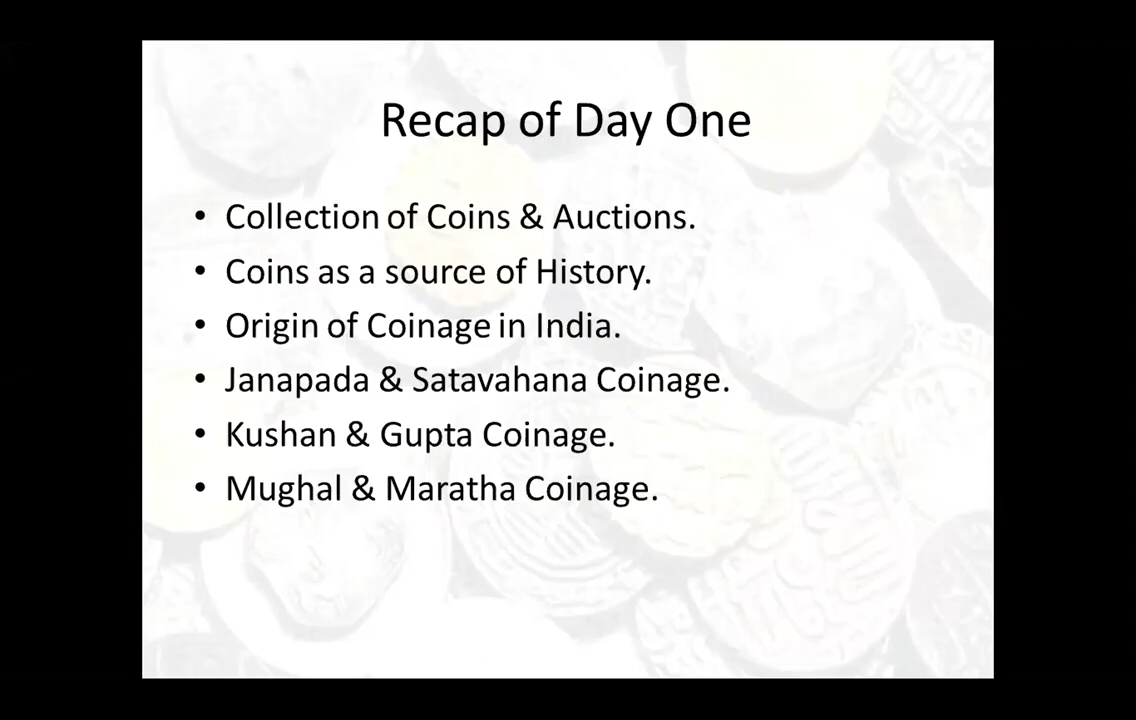 Recap of Day One
• Collection of Coins & Auctions.
• Coins as a source of History.
• Origin of Coinage in India.
• Janapada & Satavahana Coinage.
• Kushan & Gupta Coinage.
• Mughal & Maratha Coinage.